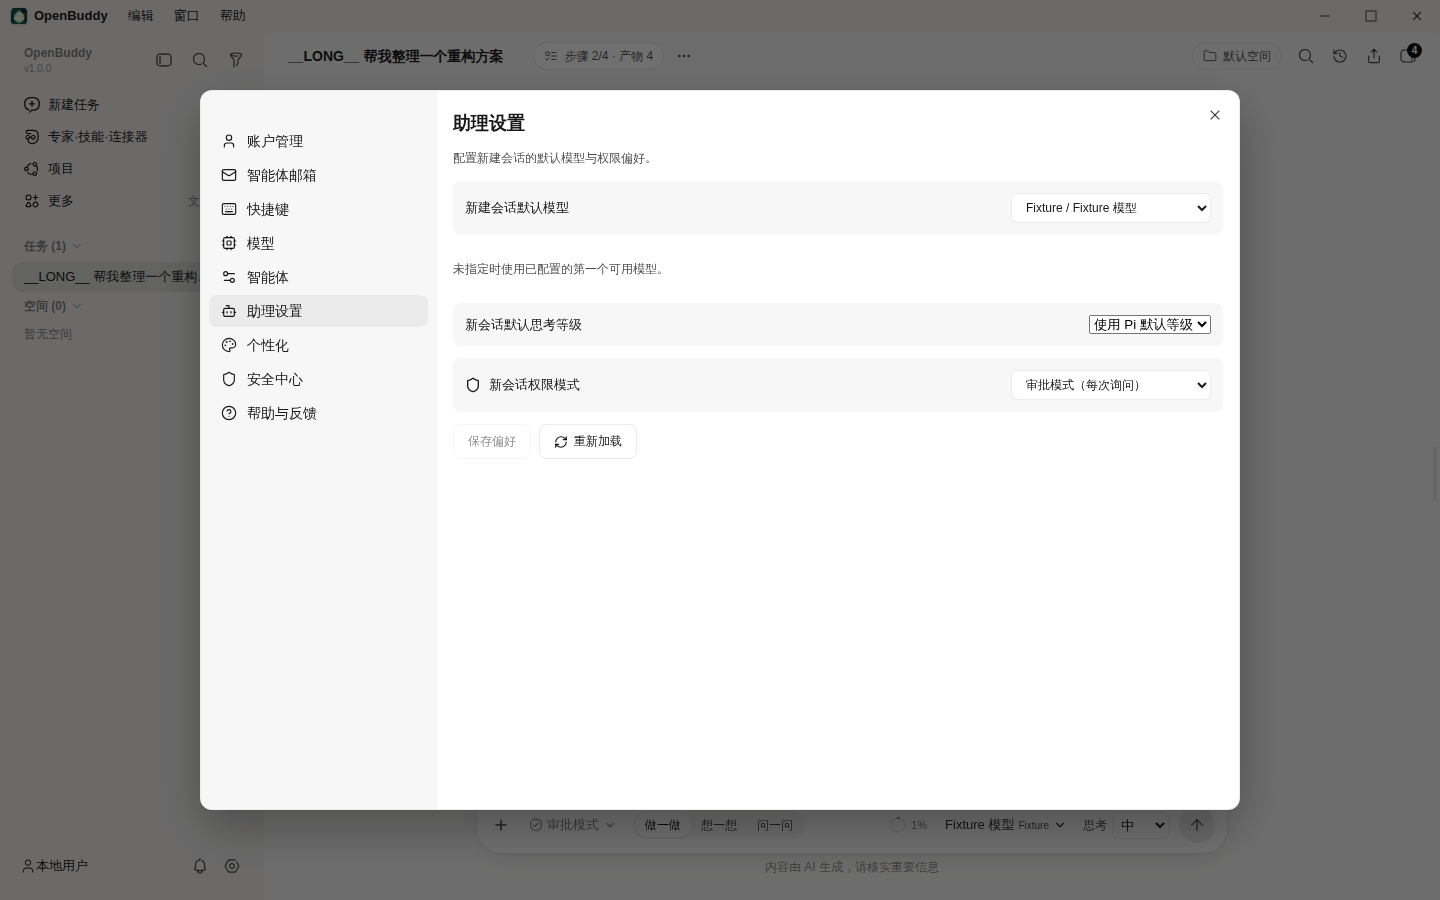 OpenBuddy 编辑 窗口 帮助
OpenBuddy
v1.0.0
__LONG__ 帮我整理一个重构方案
步骤 2/4 · 产物 4
默认空间
4
新建任务
专家·技能·连接器
项目
更多
文
任务 (1)
__LONG__ 帮我整理一个重构
空间 (0)
暂无空间
本地用户
账户管理
智能体邮箱
快捷键
模型
智能体
助理设置
个性化
安全中心
帮助与反馈
助理设置
配置新建会话的默认模型与权限偏好。
新建会话默认模型
Fixture / Fixture 模型
未指定时使用已配置的第一个可用模型。
新会话默认思考等级
使用 Pi 默认等级
新会话权限模式
审批模式（每次询问）
保存偏好
重新加载
审批模式
做一做 想一想 问一问
1%
Fixture 模型 Fixture
思考 中
内容由 AI 生成，请核实重要信息